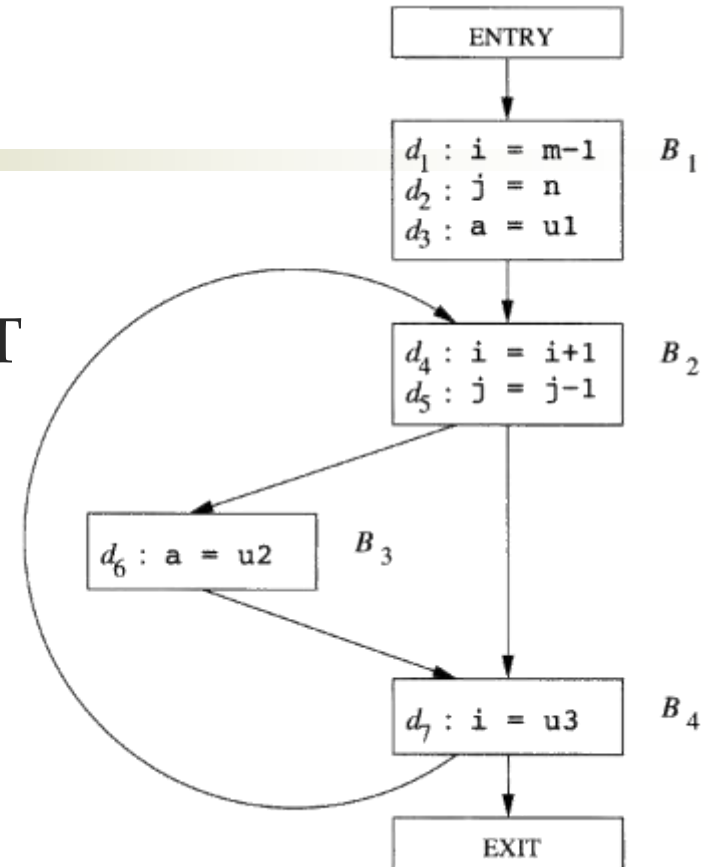 ENTRY
d1 : i = m-1
d2 : j = n
d3 : a = u1
B1
T
d4 : i = i+1
d5 : j = j-1
B2
d6 : a = u2
B3
d7 : i = u3
B4
EXIT